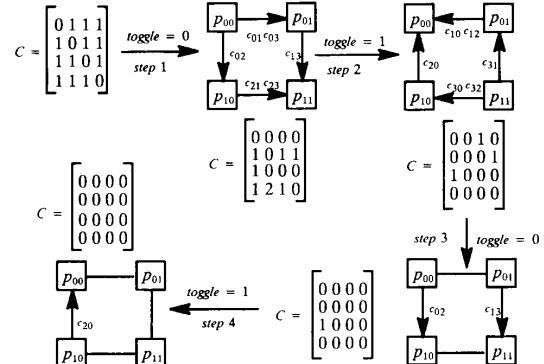 C = [0 1 1 1
1 0 1 1
1 1 0 1
1 1 1 0]
toggle = 0
step 1
p00 c01 c03 p01
c02 c13
p10 c21 c23 p11
C = [0 0 0 0
1 0 1 1
1 0 0 0
1 2 1 0]
toggle = 1
step 2
p00 c10 c12 p01
c20 c31
p10 c30 c32 p11
C = [0 0 1 0
0 0 0 1
1 0 0 0
0 0 0 0]
step 3 toggle = 0
p00 p01
c02 c13
p10 p11
C = [0 0 0 0
0 0 0 0
1 0 0 0
0 0 0 0]
toggle = 1
step 4
C = [0 0 0 0
0 0 0 0
0 0 0 0
0 0 0 0]
p00 p01
c20
p10 p11